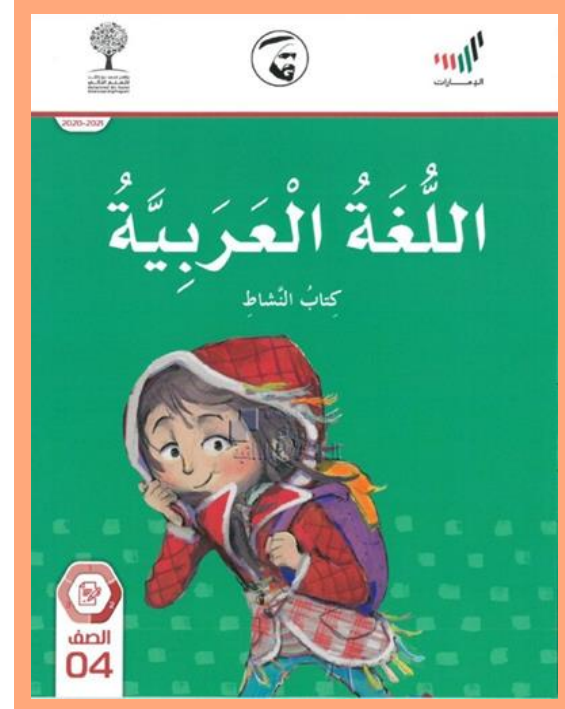 الإمارات
2020-2021
اللُّغَةُ الْعَرَبِيَّةُ
كِتابُ النَّشاطِ
الصف
04